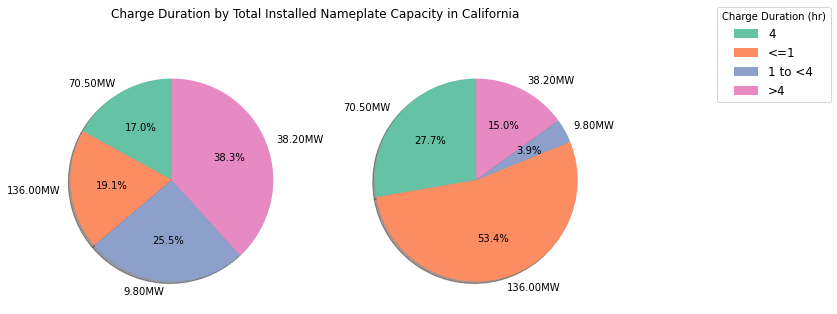 Charge Duration by Total Installed Nameplate Capacity in California
Charge Duration (hr)
4
<=1
1 to <4
>4
70.50MW
17.0%
38.3%
38.20MW
136.00MW
19.1%
25.5%
9.80MW
38.20MW
70.50MW
15.0%
9.80MW
27.7%
3.9%
53.4%
136.00MW